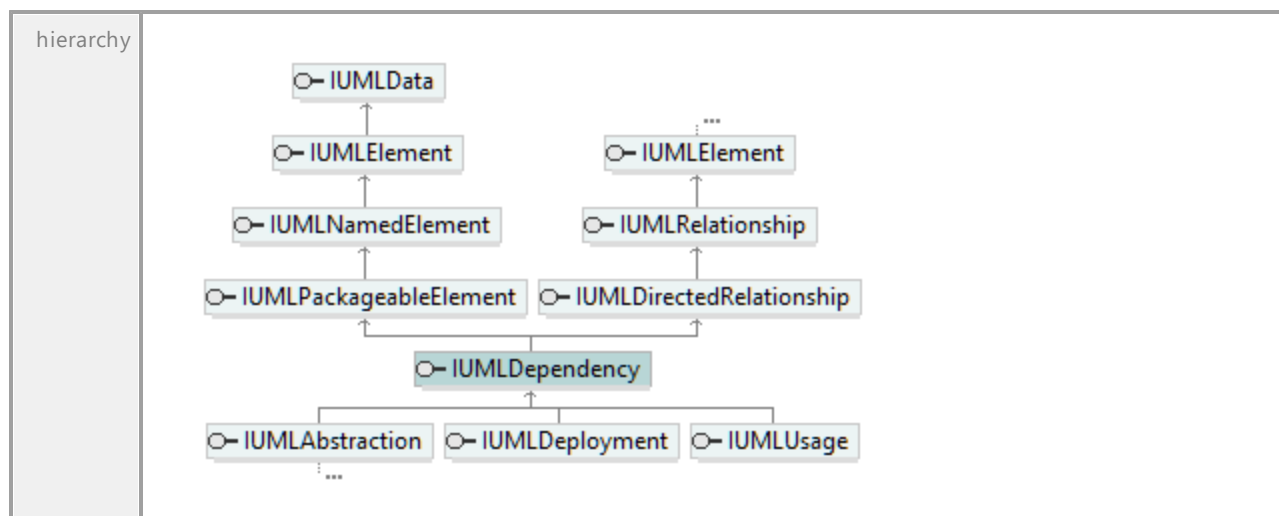 hierarchy
IUMLData
...
IUMLElement
IUMLElement
IUMLNamedElement
IUMLRelationship
IUMLPackageableElement
IUMLDirectedRelationship
IUMLDependency
IUMLAbstraction
IUMLDeployment
IUMLUsage
...